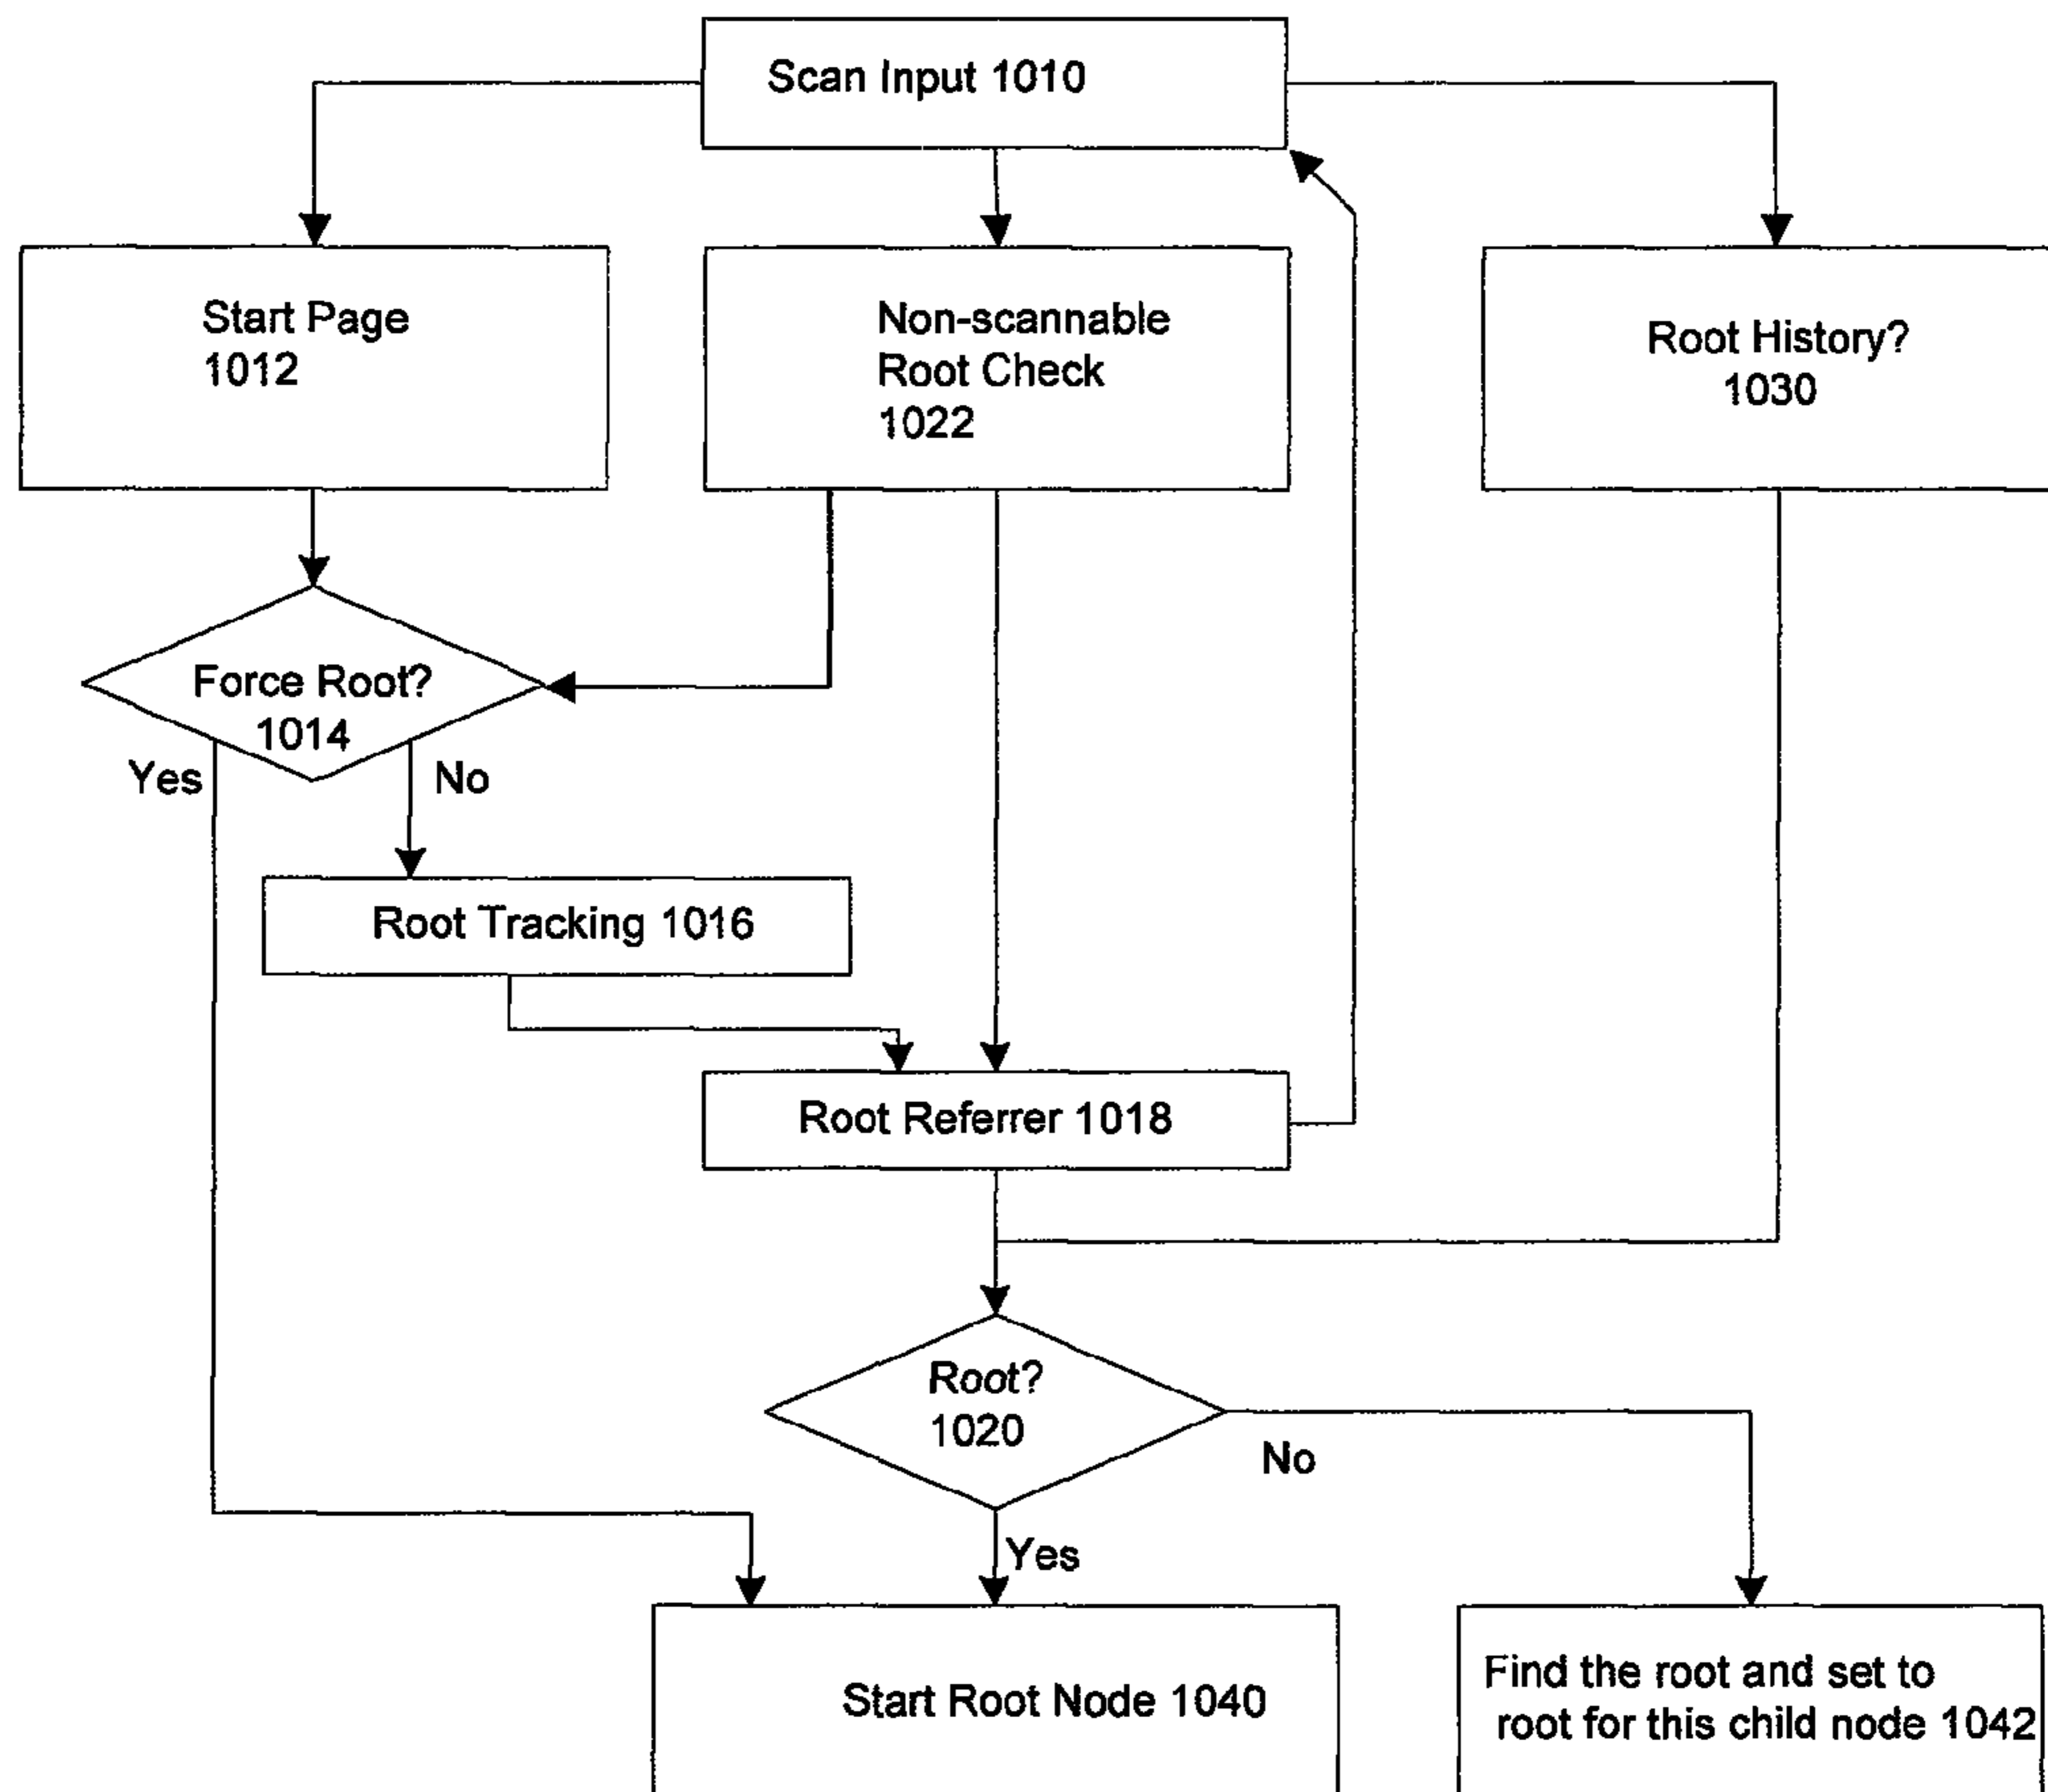 Scan Input 1010
Start Page
1012
Non-scannable
Root Check
1022
Root History?
1030
Force Root?
1014
Yes
No
Root Tracking 1016
Root Referrer 1018
Root?
1020
No
Yes
Start Root Node 1040
Find the root and set to
root for this child node 1042